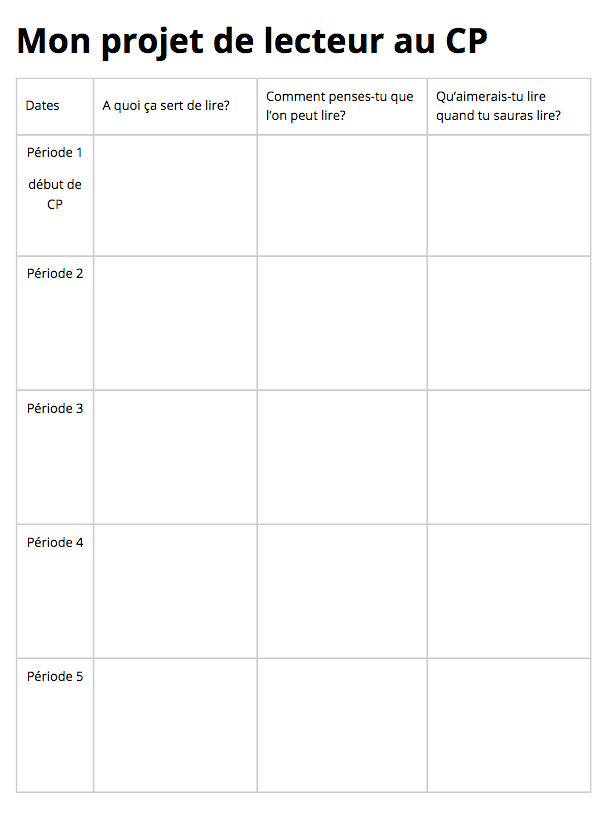 Mon projet de lecteur au CP
Dates
A quoi ça sert de lire?
Comment penses-tu que
l’on peut lire?
Qu’aimerais-tu lire
quand tu sauras lire?
Période 1
début de
CP
Période 2
Période 3
Période 4
Période 5